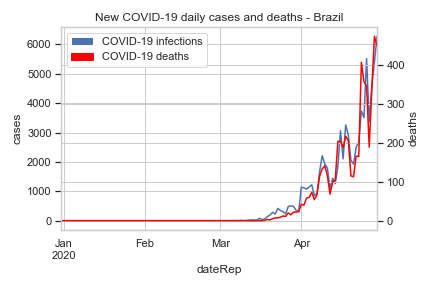 New COVID-19 daily cases and deaths - Brazil
COVID-19 infections
COVID-19 deaths
6000
5000
4000
3000
2000
1000
0
cases
400
300
200
100
0
deaths
Jan Feb Mar Apr
2020
dateRep